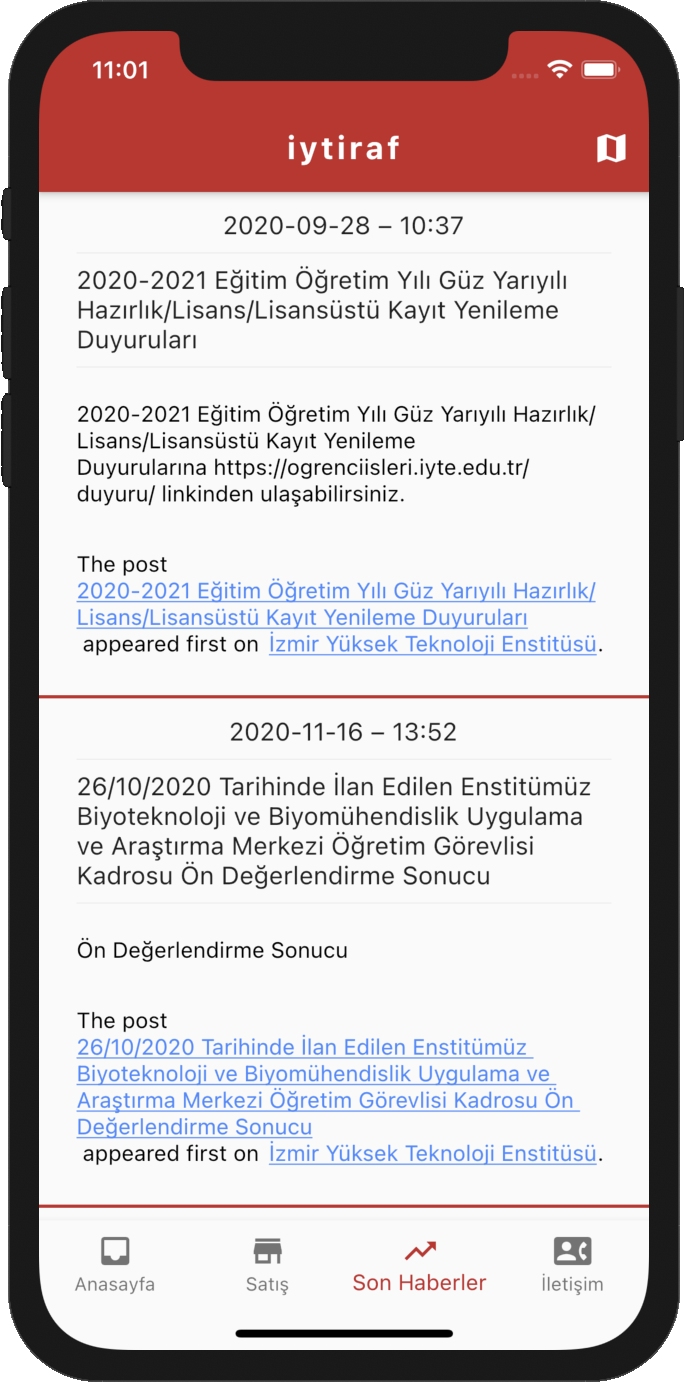 11:01
iytiraf
2020-09-28 – 10:37
2020-2021 Eğitim Öğretim Yılı Güz Yarıyılı
Hazırlık/Lisans/Lisansüstü Kayıt Yenileme
Duyuruları
2020-2021 Eğitim Öğretim Yılı Güz Yarıyılı Hazırlık/
Lisans/Lisansüstü Kayıt Yenileme
Duyurularına https://ogrenciisleri.iyte.edu.tr/
duyuru/ linkinden ulaşabilirsiniz.
The post
2020-2021 Eğitim Öğretim Yılı Güz Yarıyılı Hazırlık/
Lisans/Lisansüstü Kayıt Yenileme Duyuruları
appeared first on İzmir Yüksek Teknoloji Enstitüsü.
2020-11-16 – 13:52
26/10/2020 Tarihinde İlan Edilen Enstitümüz
Biyoteknoloji ve Biyomühendislik Uygulama
ve Araştırma Merkezi Öğretim Görevlisi
Kadrosu Ön Değerlendirme Sonucu
Ön Değerlendirme Sonucu
The post
26/10/2020 Tarihinde İlan Edilen Enstitümüz
Biyoteknoloji ve Biyomühendislik Uygulama ve
Araştırma Merkezi Öğretim Görevlisi Kadrosu Ön
Değerlendirme Sonucu
appeared first on İzmir Yüksek Teknoloji Enstitüsü.
Anasayfa
Satış
Son Haberler
İletişim